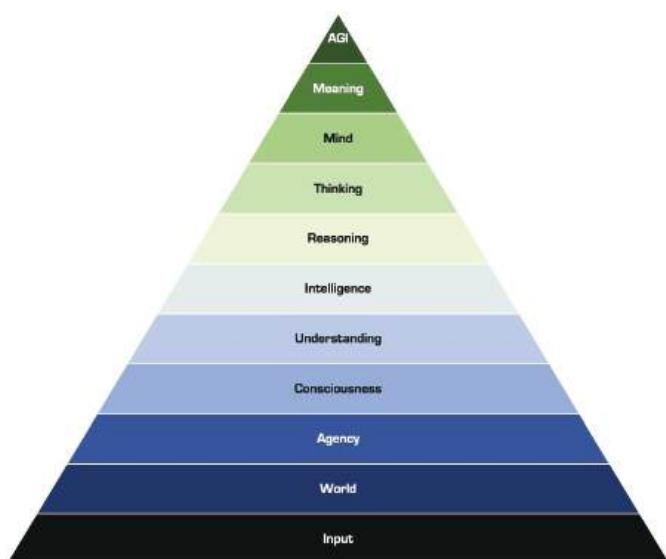 AGI
Meaning
Mind
Thinking
Reasoning
Intelligence
Understanding
Consciousness
Agency
World
Input